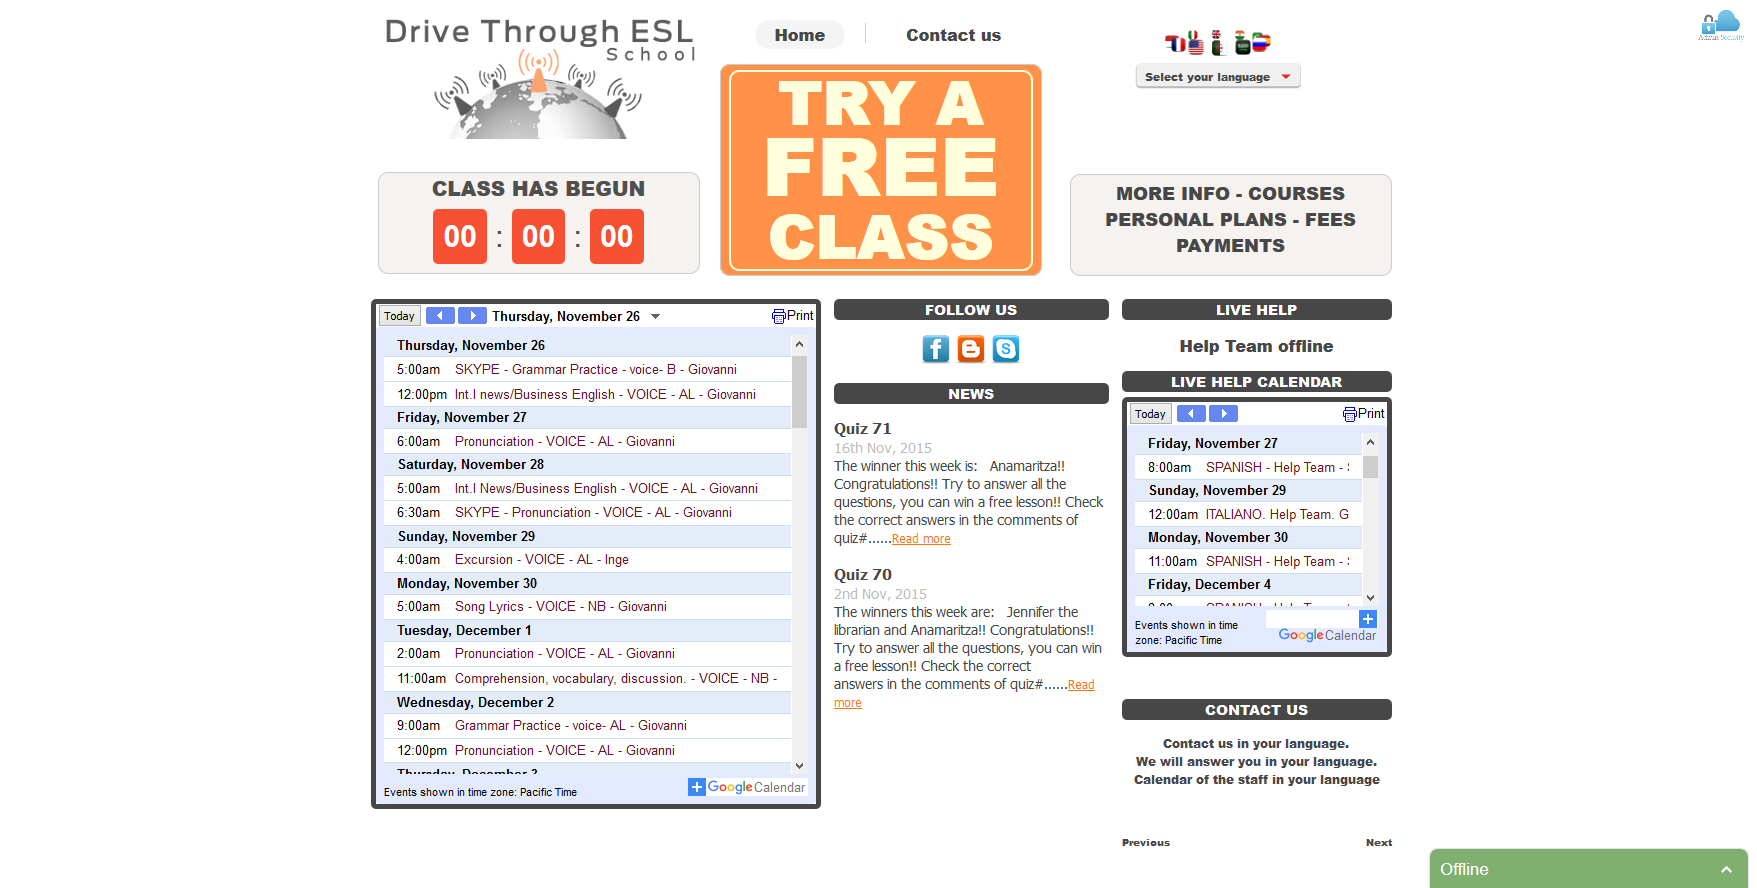 Drive Through ESL
School
Home
Contact us
Select your language
Admin Security
TRY A
FREE
CLASS
CLASS HAS BEGUN
00 : 00 : 00
MORE INFO - COURSES
PERSONAL PLANS - FEES
PAYMENTS
Today
Thursday, November 26
Print
Thursday, November 26
5:00am SKYPE - Grammar Practice - voice- B - Giovanni
12:00pm Int.l news/Business English - VOICE - AL - Giovanni
Friday, November 27
6:00am Pronunciation - VOICE - AL - Giovanni
Saturday, November 28
5:00am Int.l News/Business English - VOICE - AL - Giovanni
6:30am SKYPE - Pronunciation - VOICE - AL - Giovanni
Sunday, November 29
4:00am Excursion - VOICE - AL - Inge
Monday, November 30
5:00am Song Lyrics - VOICE - NB - Giovanni
Tuesday, December 1
2:00am Pronunciation - VOICE - AL - Giovanni
11:00am Comprehension, vocabulary, discussion. - VOICE - NB -
Wednesday, December 2
9:00am Grammar Practice - voice- AL - Giovanni
12:00pm Pronunciation - VOICE - AL - Giovanni
Thursday, December 3
Events shown in time zone: Pacific Time
Google Calendar
FOLLOW US
NEWS
Quiz 71
16th Nov, 2015
The winner this week is: Anamaritza!!
Congratulations!! Try to answer all the
questions, you can win a free lesson!! Check
the correct answers in the comments of
quiz#......Read more
Quiz 70
2nd Nov, 2015
The winners this week are: Jennifer the
librarian and Anamaritza!! Congratulations!!
Try to answer all the questions, you can win
a free lesson!! Check the correct
answers in the comments of quiz#......Read
more
LIVE HELP
Help Team offline
LIVE HELP CALENDAR
Today
Print
Friday, November 27
8:00am SPANISH - Help Team -
Sunday, November 29
12:00am ITALIANO. Help Team. G
Monday, November 30
11:00am SPANISH - Help Team -
Friday, December 4
Events shown in time
zone: Pacific Time
Google Calendar
CONTACT US
Contact us in your language.
We will answer you in your language.
Calendar of the staff in your language
Previous
Next
Offline